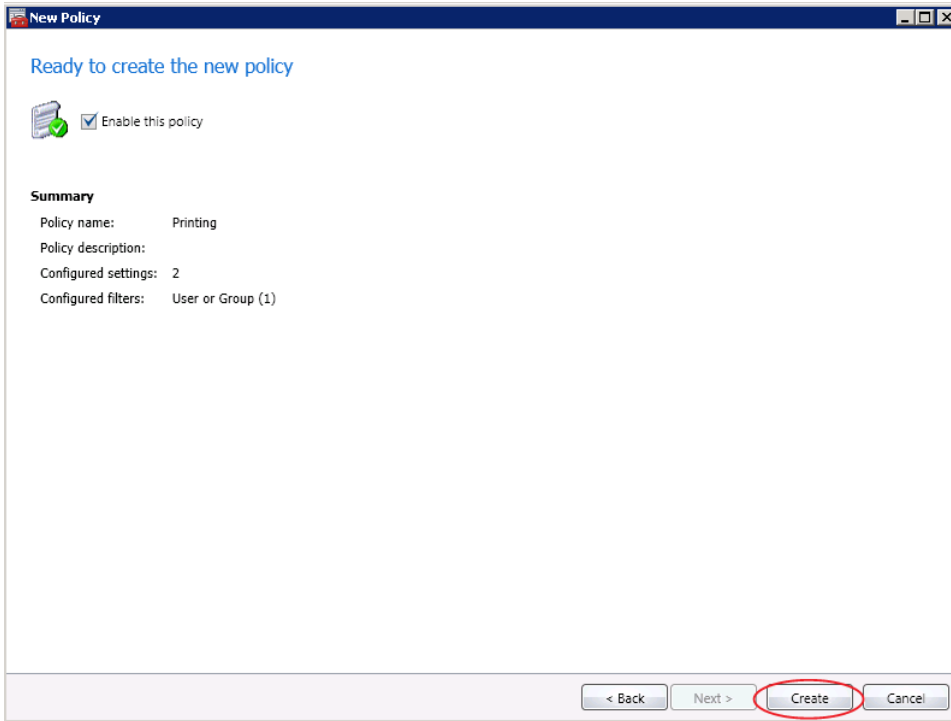 New Policy
Ready to create the new policy
Enable this policy
Summary
Policy name: Printing
Policy description:
Configured settings: 2
Configured filters: User or Group (1)
< Back Next > Create Cancel